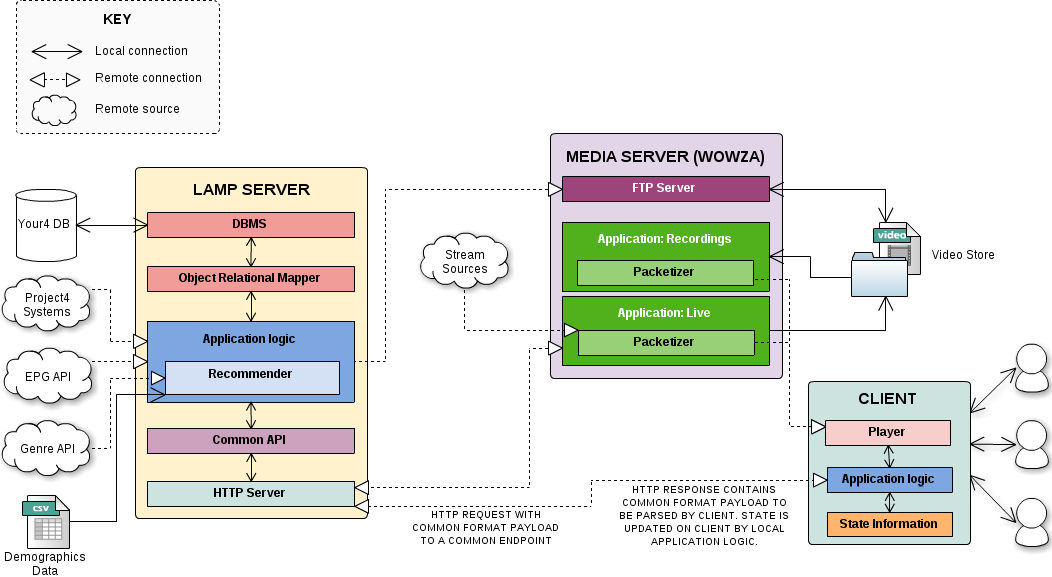 KEY
Local connection
Remote connection
Remote source
LAMP SERVER
Your4 DB
DBMS
Object Relational Mapper
Project4
Systems
Application logic
EPG API
Recommender
Genre API
Common API
HTTP Server
csv
Demographics
Data
MEDIA SERVER (WOWZA)
FTP Server
Application: Recordings
Packetizer
Stream
Sources
Application: Live
Packetizer
video
Video Store
CLIENT
Player
Application logic
State Information
HTTP REQUEST WITH
COMMON FORMAT PAYLOAD
TO A COMMON ENDPOINT
HTTP RESPONSE CONTAINS
COMMON FORMAT PAYLOAD TO
BE PARSED BY CLIENT. STATE IS
UPDATED ON CLIENT BY LOCAL
APPLICATION LOGIC.